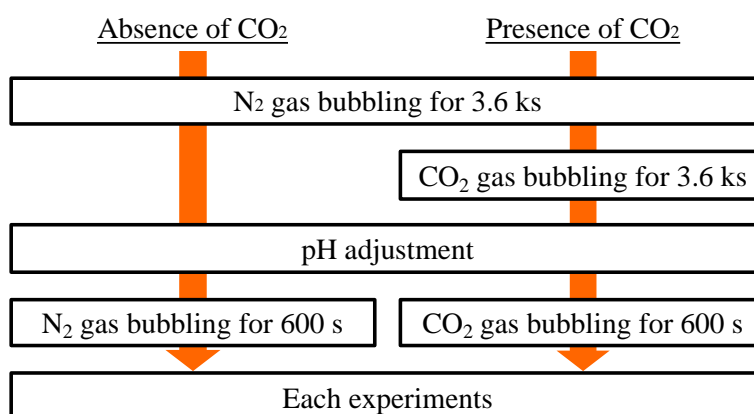 Absence of CO₂
Presence of CO₂
N₂ gas bubbling for 3.6 ks
CO₂ gas bubbling for 3.6 ks
pH adjustment
N₂ gas bubbling for 600 s
CO₂ gas bubbling for 600 s
Each experiments